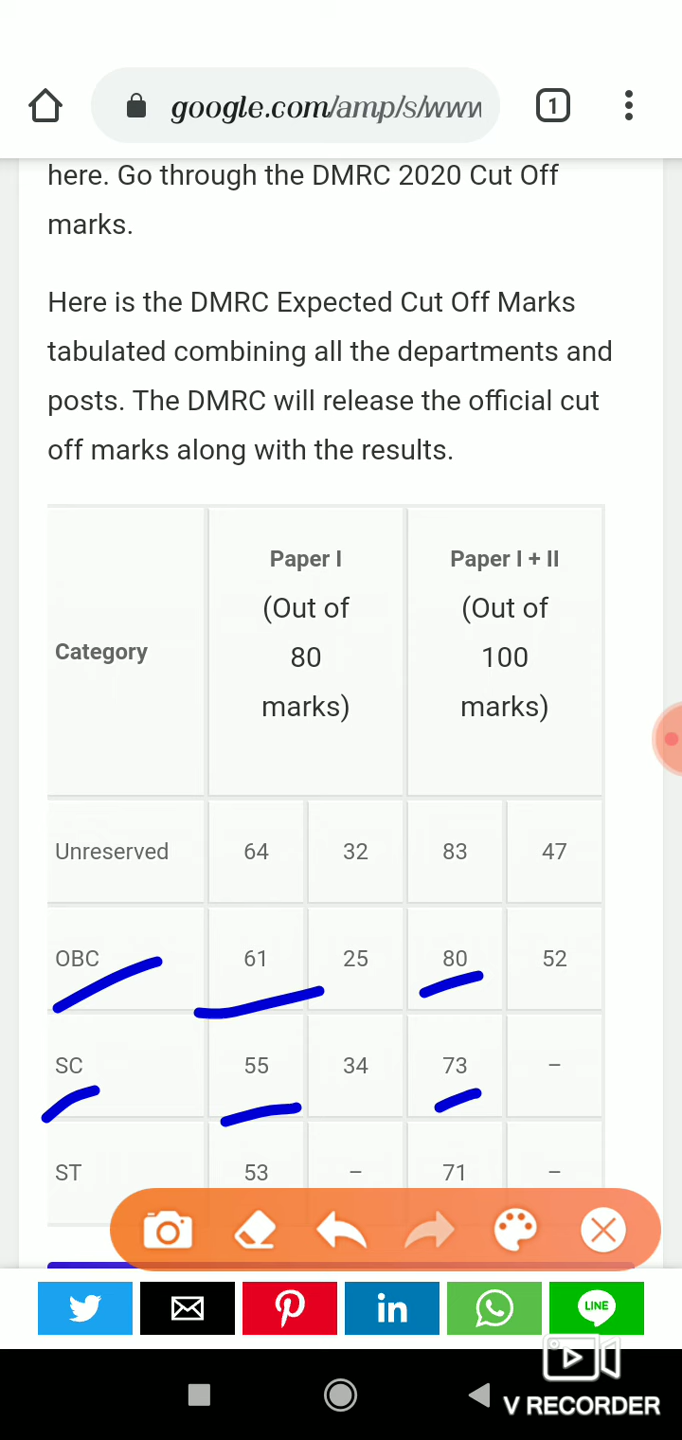 google.com/amp/s/www
1
here. Go through the DMRC 2020 Cut Off
marks.
Here is the DMRC Expected Cut Off Marks
tabulated combining all the departments and
posts. The DMRC will release the official cut
off marks along with the results.
Category
Paper I
(Out of
80
marks)
Paper I + II
(Out of
100
marks)
Unreserved 64 32 83 47
OBC 61 25 80 52
SC 55 34 73 –
ST 53 – 71 –
in
LINE
V RECORDER